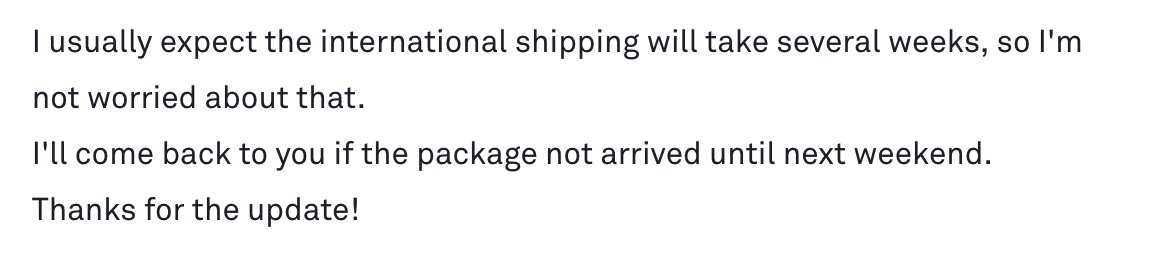 I usually expect the international shipping will take several weeks, so I'm
not worried about that.
I'll come back to you if the package not arrived until next weekend.
Thanks for the update!